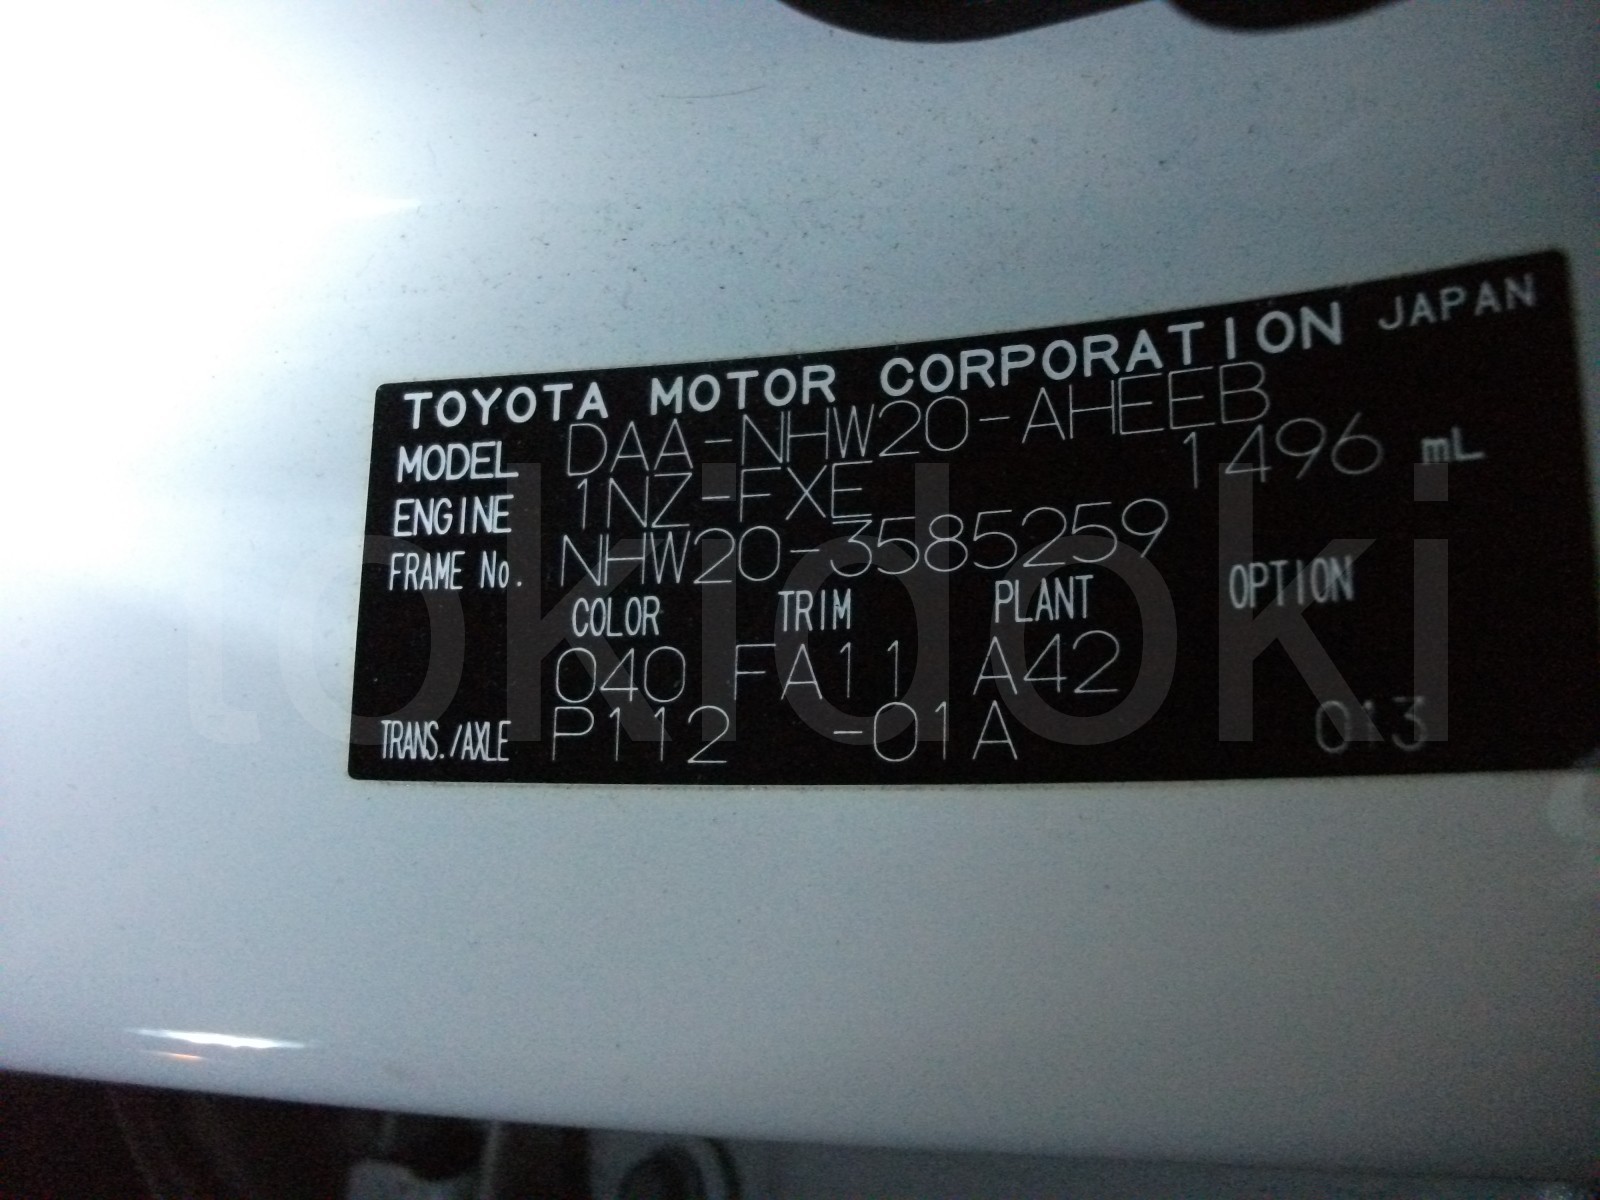 TOYOTA MOTOR CORPORATION JAPAN
MODEL DAA-NHW20-AHEEB
ENGINE 1NZ-FXE 1496 mL
FRAME No. NHW20-3585259
COLOR TRIM PLANT OPTION
040 FA11 A42
TRANS./AXLE P112 -01A 013
tokidoki